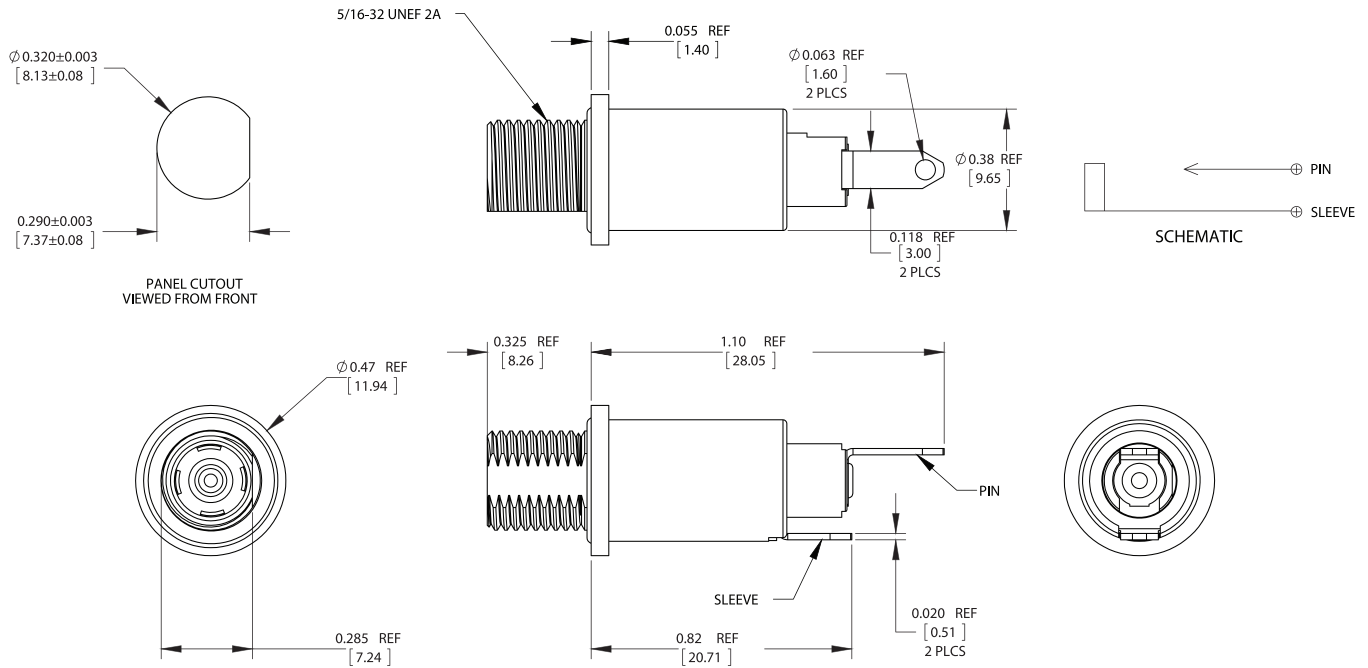 5/16-32 UNEF 2A
0.055 REF
[1.40]
∅0.063 REF
[1.60]
2 PLCS
∅0.320±0.003
[8.13±0.08]
∅0.38 REF
[9.65]
PIN
SLEEVE
SCHEMATIC
0.290±0.003
[7.37±0.08]
0.118 REF
[3.00]
2 PLCS
PANEL CUTOUT
VIEWED FROM FRONT
0.325 REF
[8.26]
1.10 REF
[28.05]
∅0.47 REF
[11.94]
PIN
SLEEVE
0.020 REF
[0.51]
2 PLCS
0.285 REF
[7.24]
0.82 REF
[20.71]